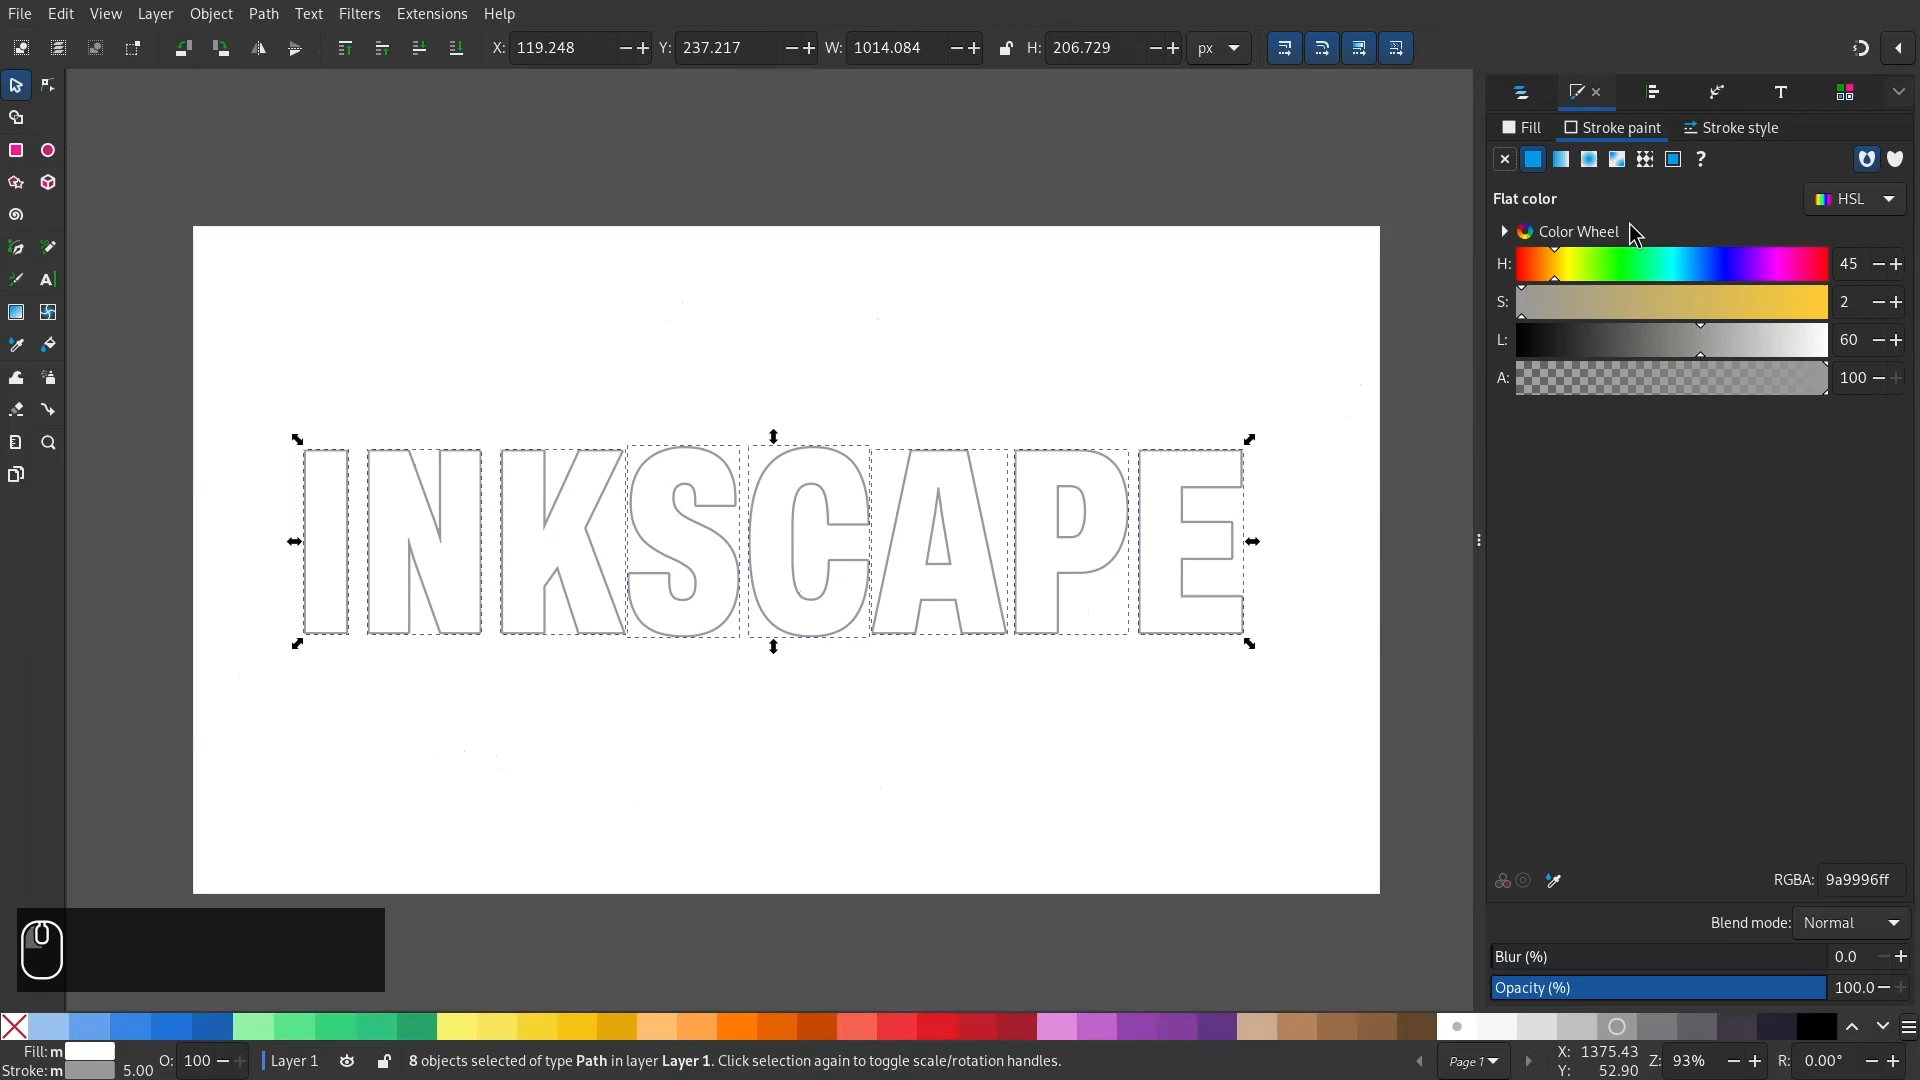 File Edit View Layer Object Path Text Filters Extensions Help
X: 119.248 Y: 237.217 W: 1014.084 H: 206.729 px
Fill Stroke paint Stroke style
?
Flat color HSL
Color Wheel
H: 45
S: 2
L: 60
A: 100
INKSCAPE
RGBA: 9a9996ff
Blend mode: Normal
Blur (%) 0.0
Opacity (%) 100.0
Fill: m
Stroke: m 5.00
O: 100
Layer 1
8 objects selected of type Path in layer Layer 1. Click selection again to toggle scale/rotation handles.
Page 1
X: 1375.43
Y: 52.90
Z: 93%
R: 0.00°